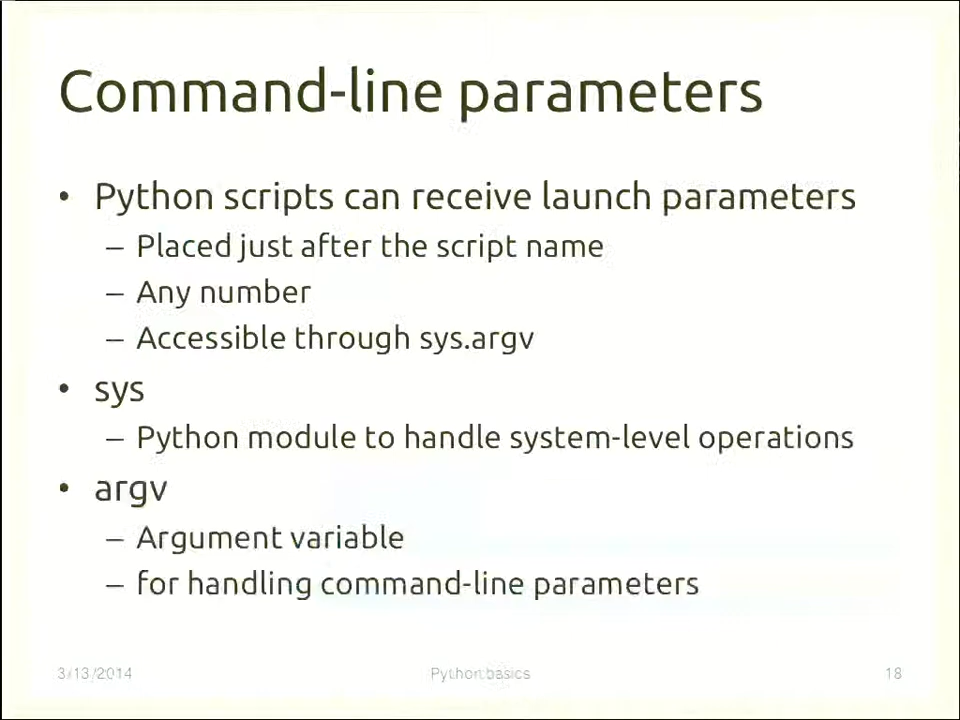 Command-line parameters
• Python scripts can receive launch parameters
– Placed just after the script name
– Any number
– Accessible through sys.argv
• sys
– Python module to handle system-level operations
• argv
– Argument variable
– for handling command-line parameters
3/13/2014 Python basics 18